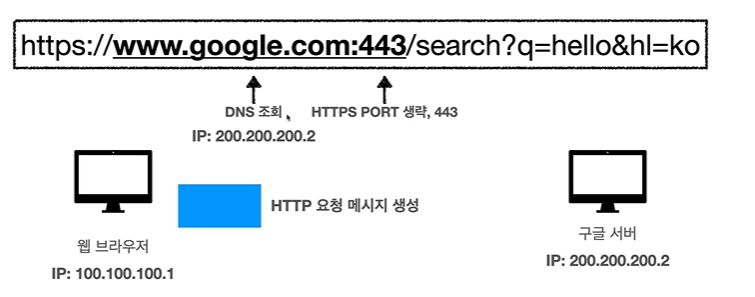 https://www.google.com:443/search?q=hello&hl=ko
DNS 조회
HTTPS PORT 생략, 443
IP: 200.200.200.2
HTTP 요청 메시지 생성
웹 브라우저
IP: 100.100.100.1
구글 서버
IP: 200.200.200.2